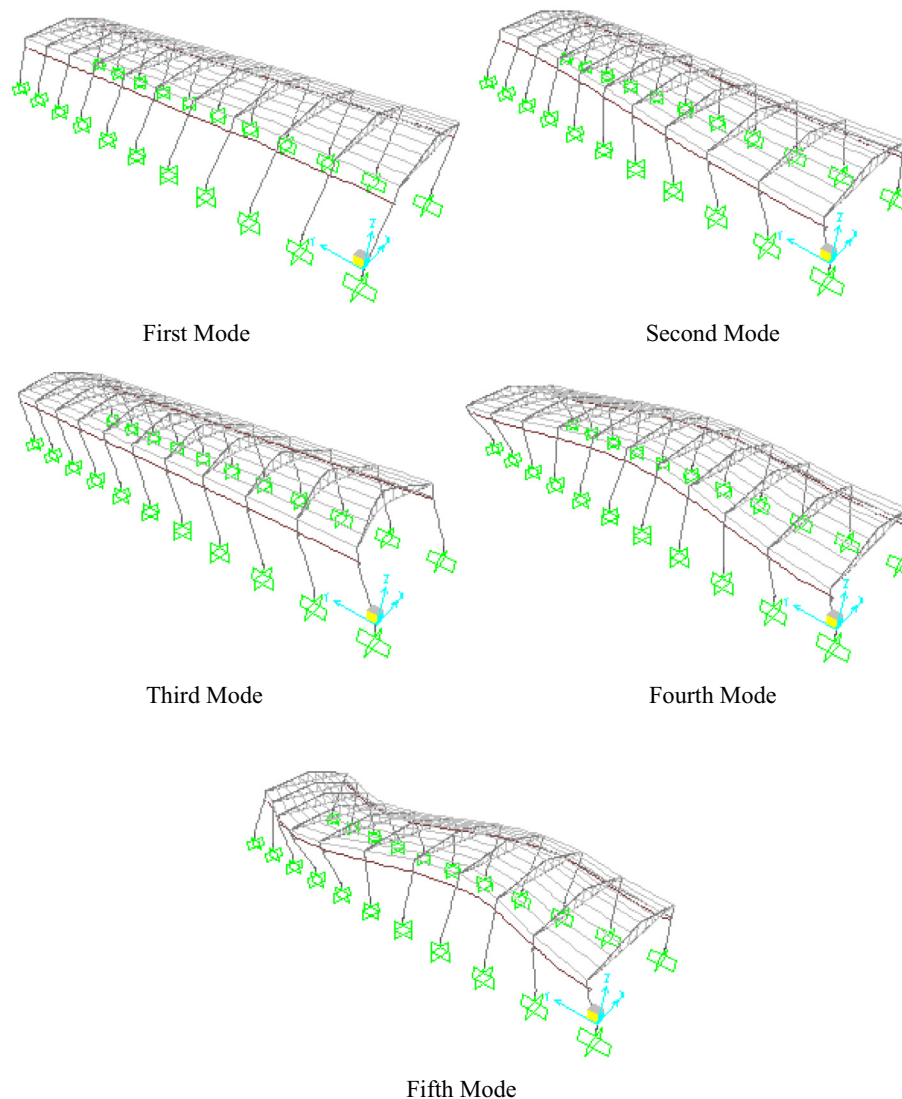 Z
X
Y
Z
X
Y
First Mode
Second Mode
Z
X
Y
Z
X
Y
Third Mode
Fourth Mode
Z
X
Y
Fifth Mode